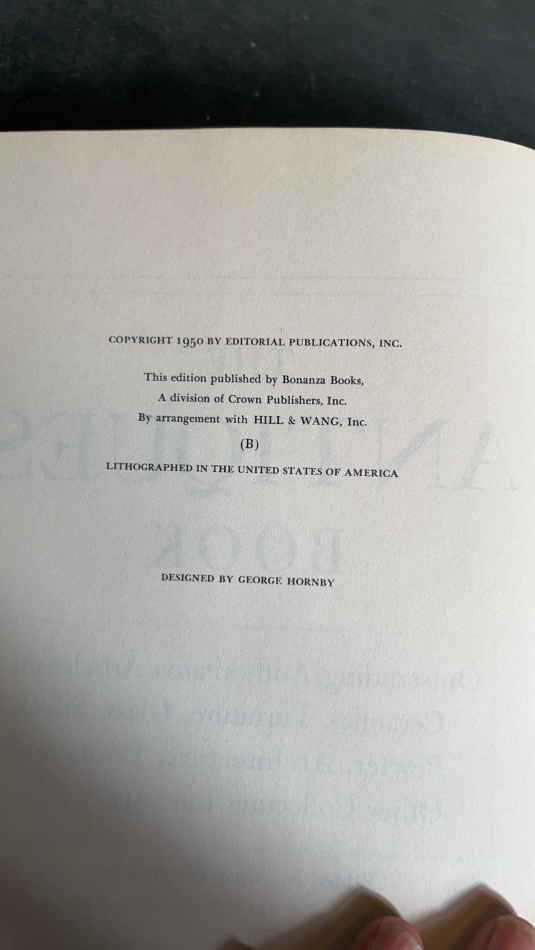 COPYRIGHT 1950 BY EDITORIAL PUBLICATIONS, INC.
This edition published by Bonanza Books,
A division of Crown Publishers, Inc.
By arrangement with HILL & WANG, Inc.
(B)
LITHOGRAPHED IN THE UNITED STATES OF AMERICA
DESIGNED BY GEORGE HORNBY